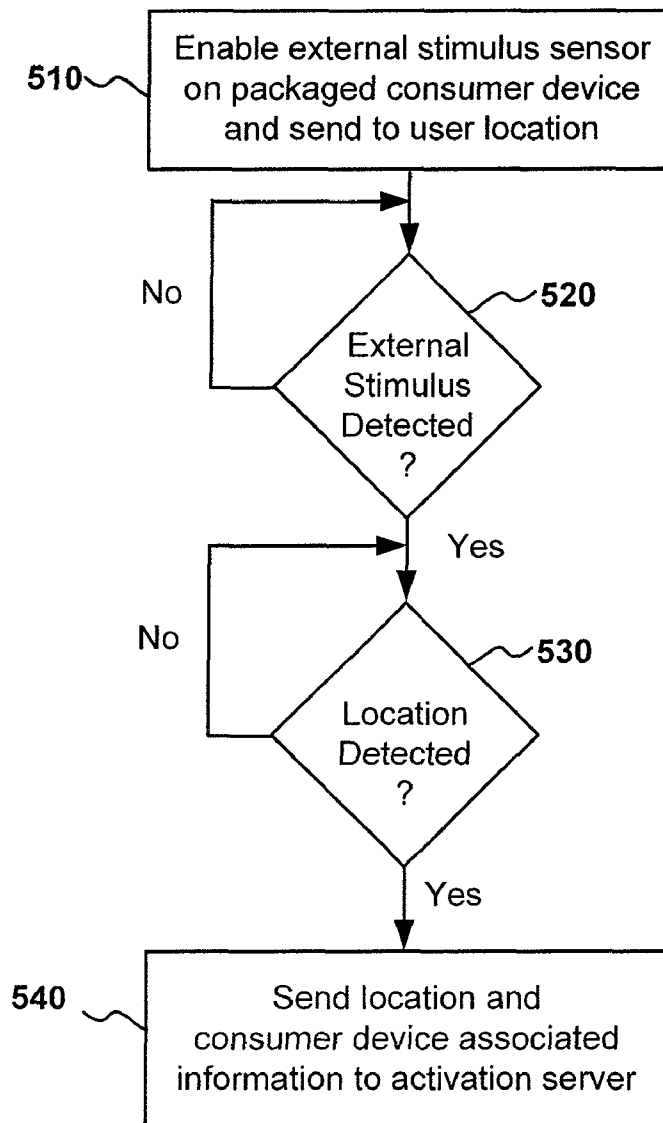 510
Enable external stimulus sensor
on packaged consumer device
and send to user location
No
520
External
Stimulus
Detected
?
Yes
No
530
Location
Detected
?
Yes
540
Send location and
consumer device associated
information to activation server